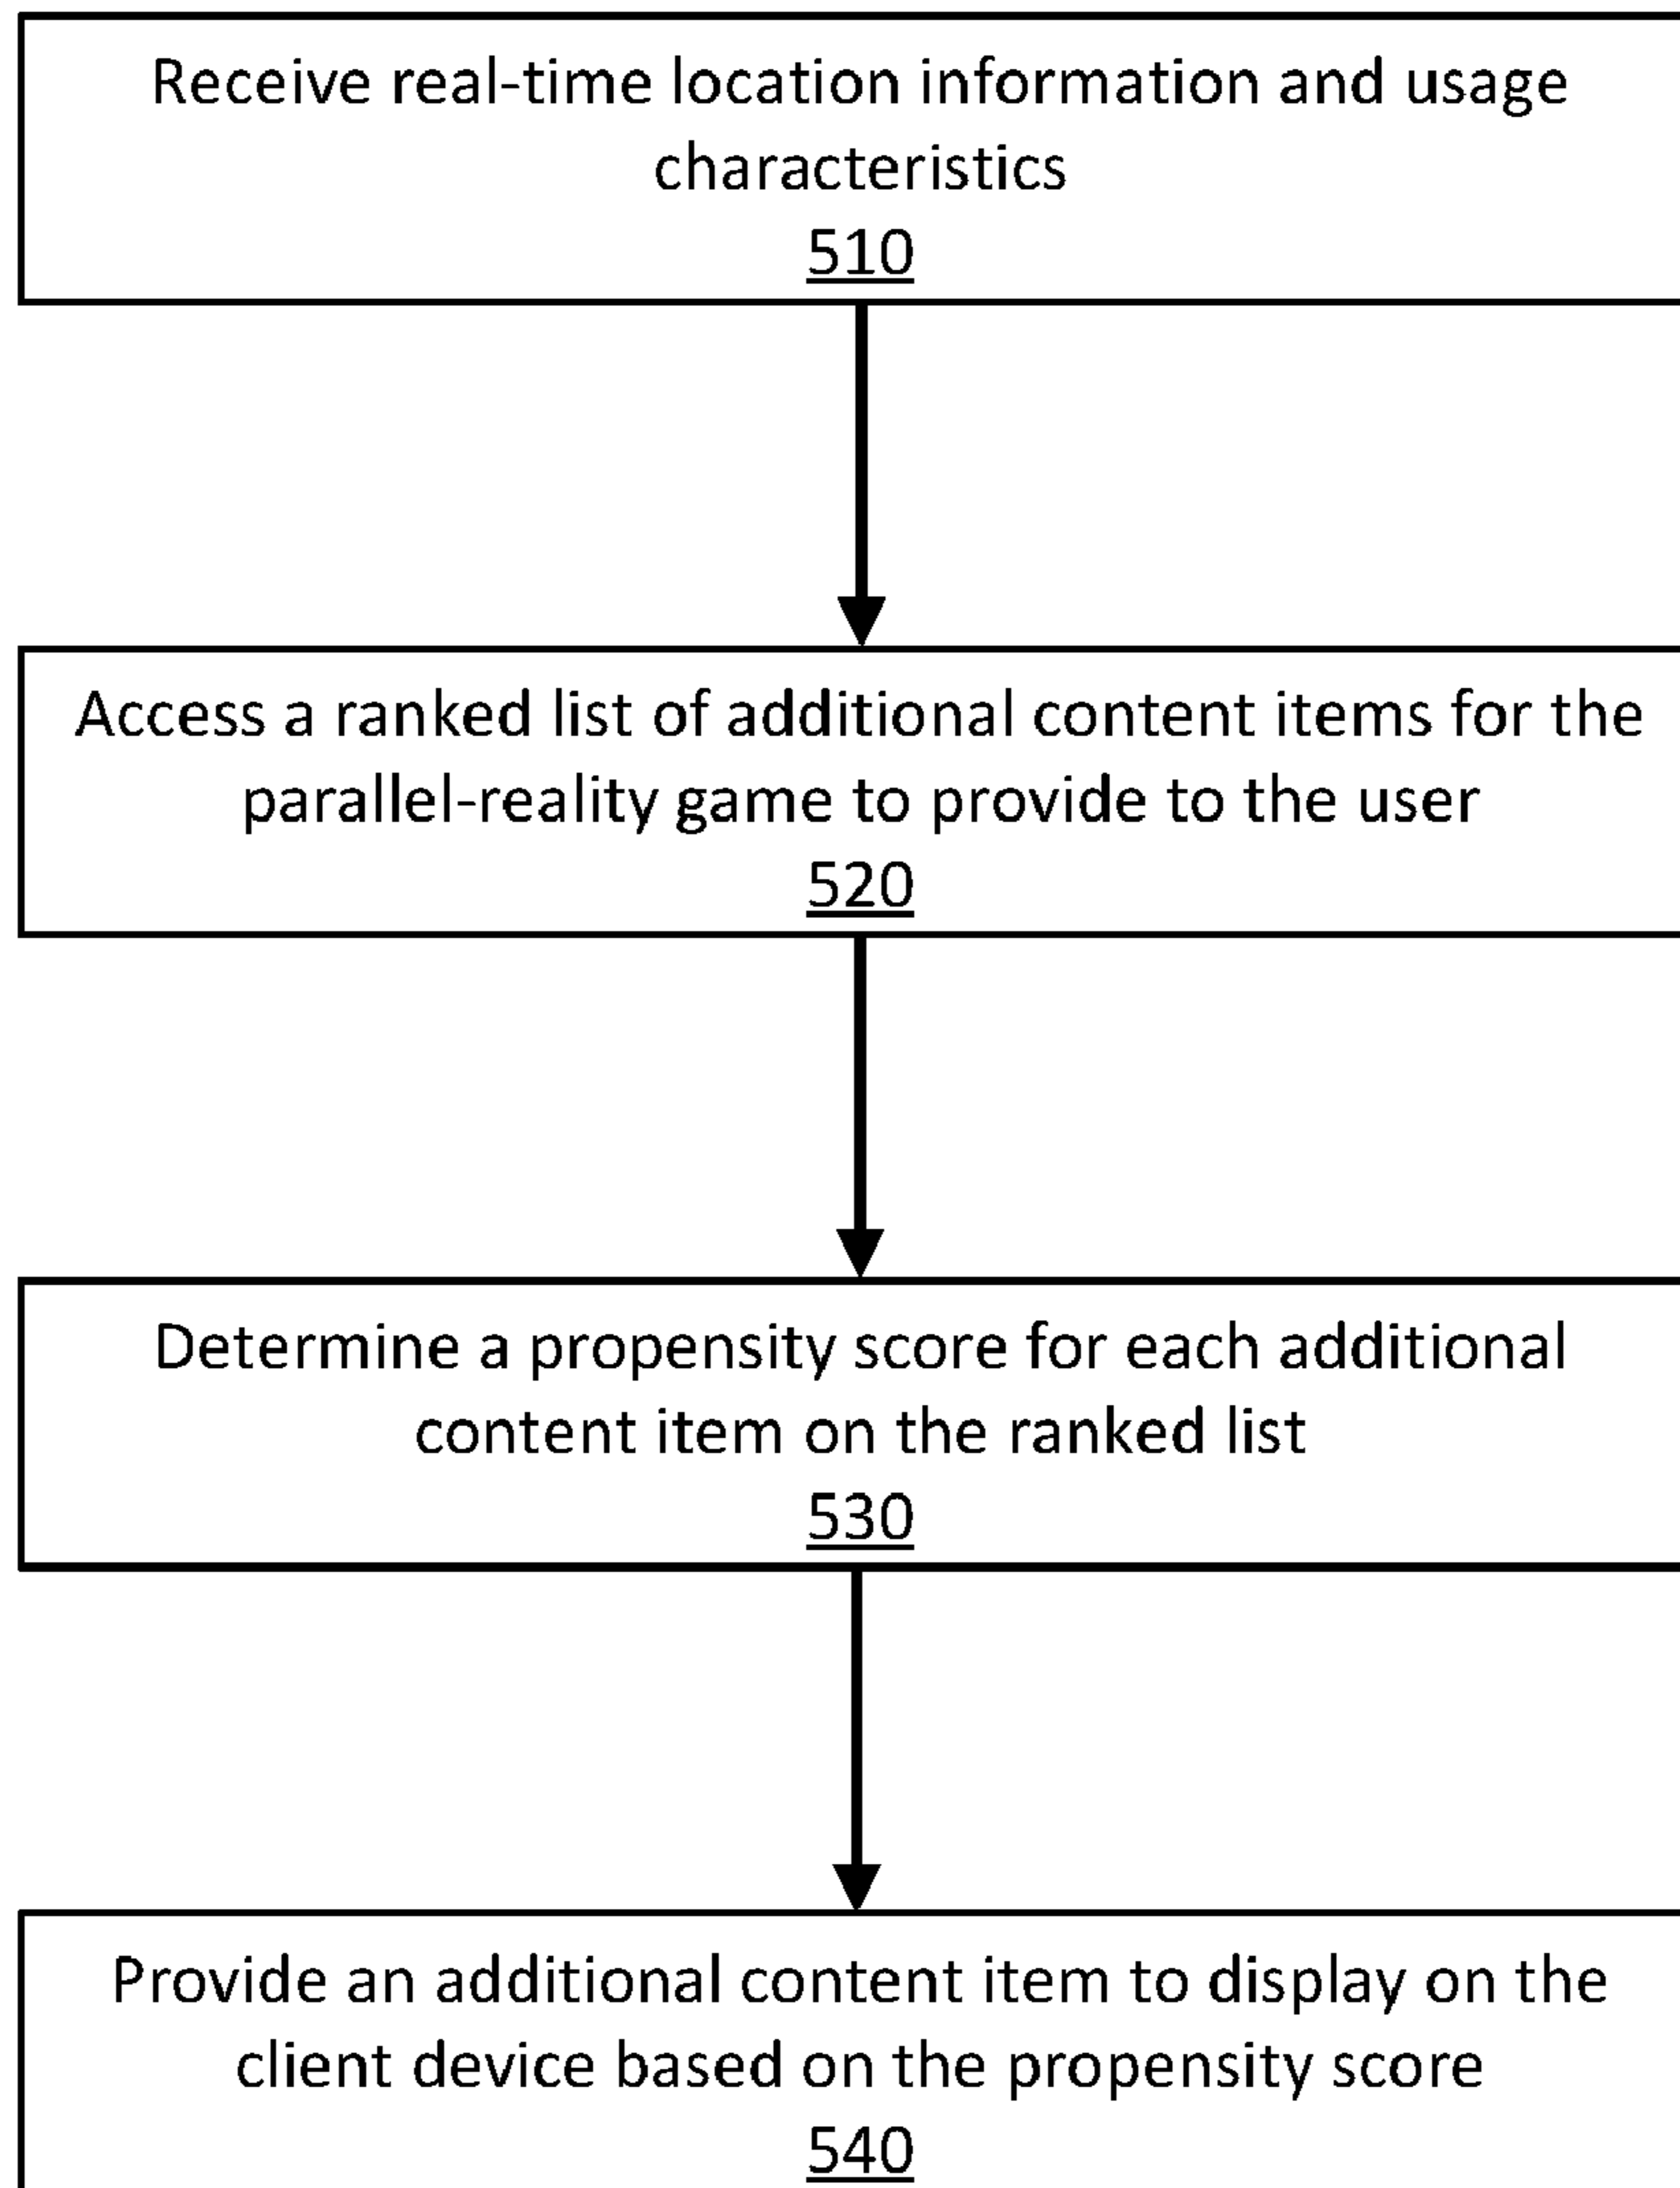 Receive real-time location information and usage
characteristics
510
Access a ranked list of additional content items for the
parallel-reality game to provide to the user
520
Determine a propensity score for each additional
content item on the ranked list
530
Provide an additional content item to display on the
client device based on the propensity score
540